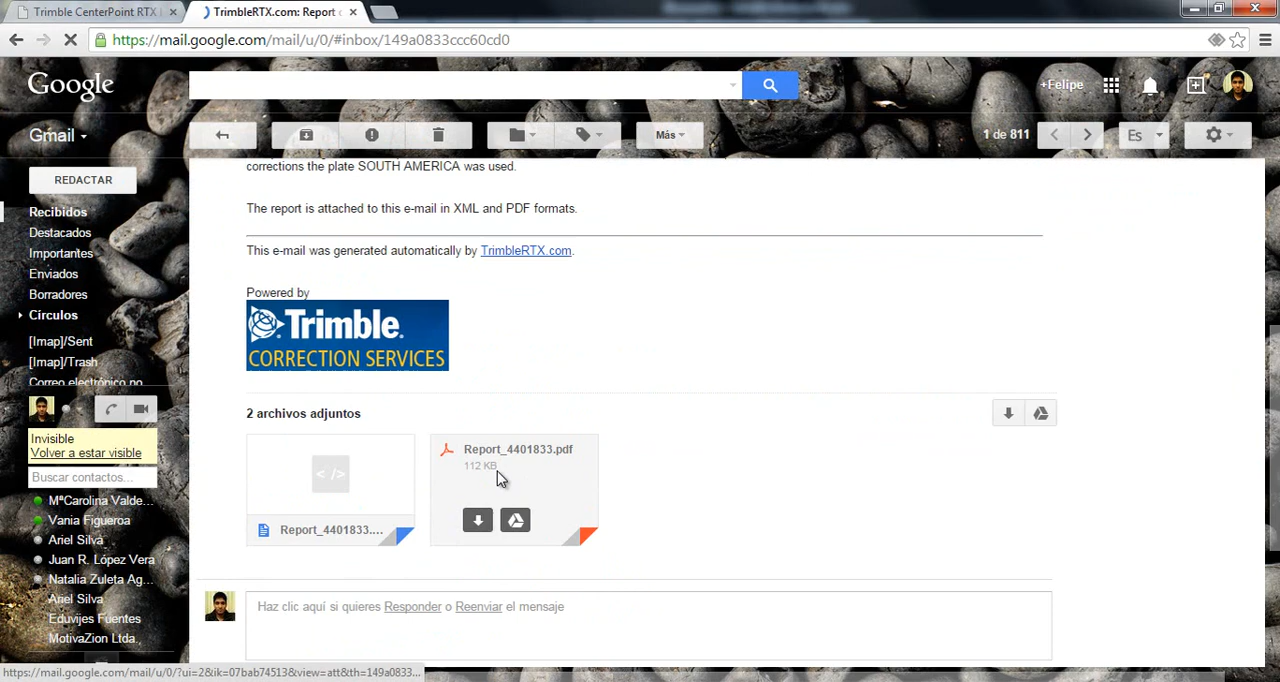 Trimble CenterPoint RTX
TrimbleRTX.com: Report
https://mail.google.com/mail/u/0/#inbox/149a0833ccc60cd0
Google
+Felipe
Gmail
Más
1 de 811
Es
REDACTAR
Recibidos
Destacados
Importantes
Enviados
Borradores
Círculos
[Imap]/Sent
[Imap]/Trash
Correo electrónico no
corrections the plate SOUTH AMERICA was used.
The report is attached to this e-mail in XML and PDF formats.
This e-mail was generated automatically by TrimbleRTX.com.
Powered by
Trimble.
CORRECTION SERVICES
2 archivos adjuntos
Report_4401833....
Report_4401833.pdf
112 KB
Invisible
Volver a estar visible
Buscar contactos...
MªCarolina Valde...
Vania Figueroa
Ariel Silva
Juan R. López Vera
Natalia Zuleta Ag...
Ariel Silva
Eduvijes Fuentes
MotivaZion Ltda.
Haz clic aquí si quieres Responder o Reenviar el mensaje
https://mail.google.com/mail/u/0/?ui=2&ik=07bab74513&view=att&th=149a0833...